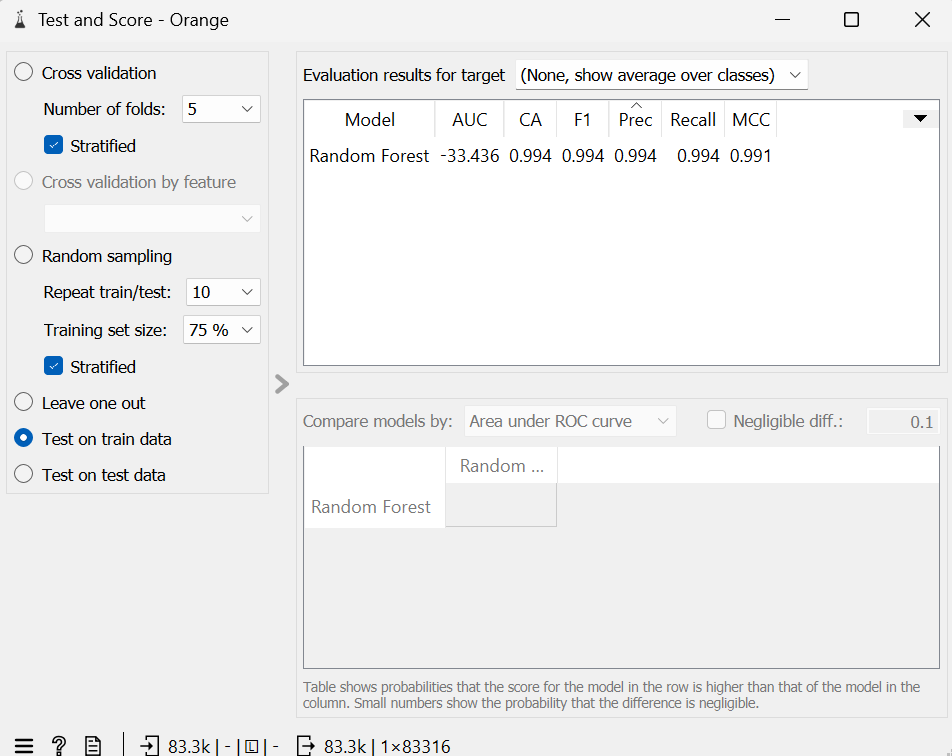 Test and Score - Orange
Cross validation
Number of folds: 5
Stratified
Cross validation by feature
Random sampling
Repeat train/test: 10
Training set size: 75 %
Stratified
Leave one out
Test on train data
Test on test data
Evaluation results for target (None, show average over classes)
Model AUC CA F1 Prec Recall MCC
Random Forest -33.436 0.994 0.994 0.994 0.994 0.991
Compare models by: Area under ROC curve Negligible diff.: 0.1
Random ...
Random Forest
Table shows probabilities that the score for the model in the row is higher than that of the model in the
column. Small numbers show the probability that the difference is negligible.
83.3k | - | L | - 83.3k | 1×83316